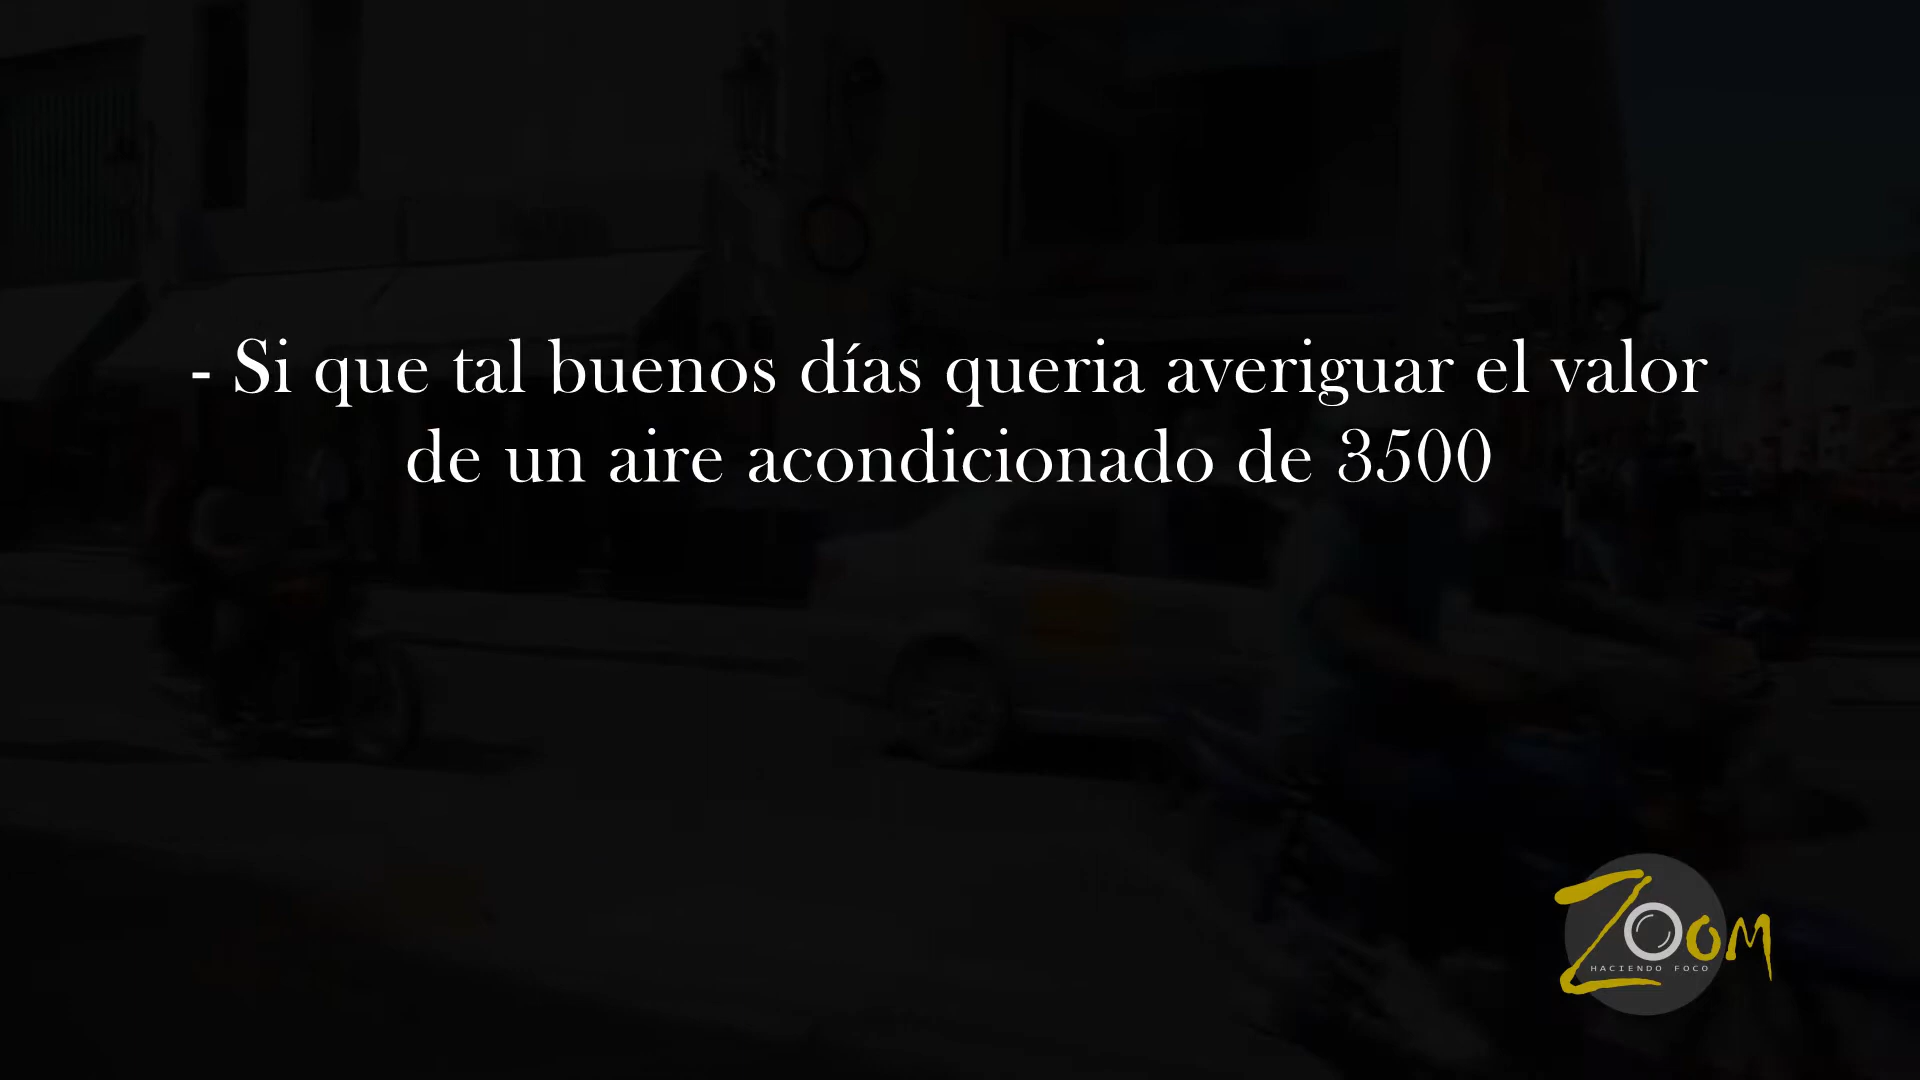 - Si que tal buenos días queria averiguar el valor
de un aire acondicionado de 3500
ZOOM
HACIENDO FOCO